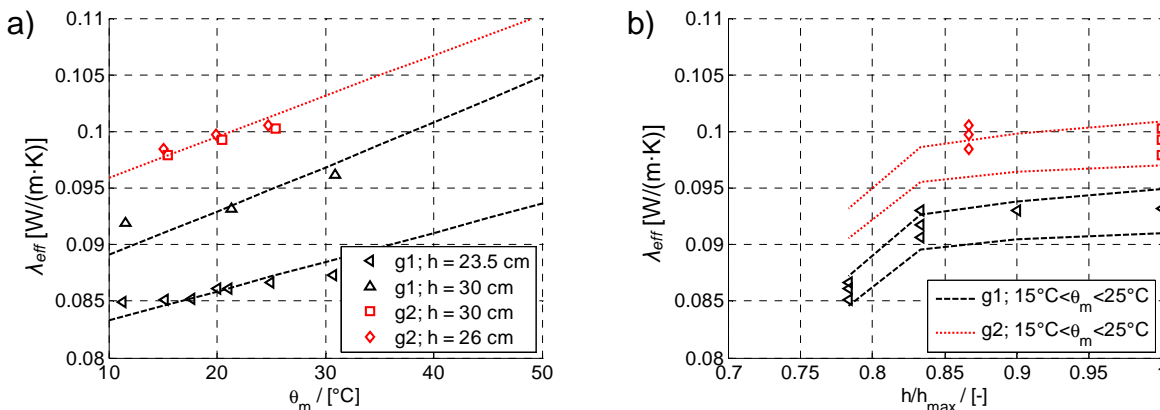 a)
0.11
0.105
0.1
0.095
0.09
0.085
0.08
λeff [W/(m·K)]
10 20 30 40 50
θm / [°C]
g1; h = 23.5 cm
g1; h = 30 cm
g2; h = 30 cm
g2; h = 26 cm
b)
0.11
0.105
0.1
0.095
0.09
0.085
0.08
λeff [W/(m·K)]
0.7 0.75 0.8 0.85 0.9 0.95 1
h/hmax / [-]
g1; 15°C<θm<25°C
g2; 15°C<θm<25°C